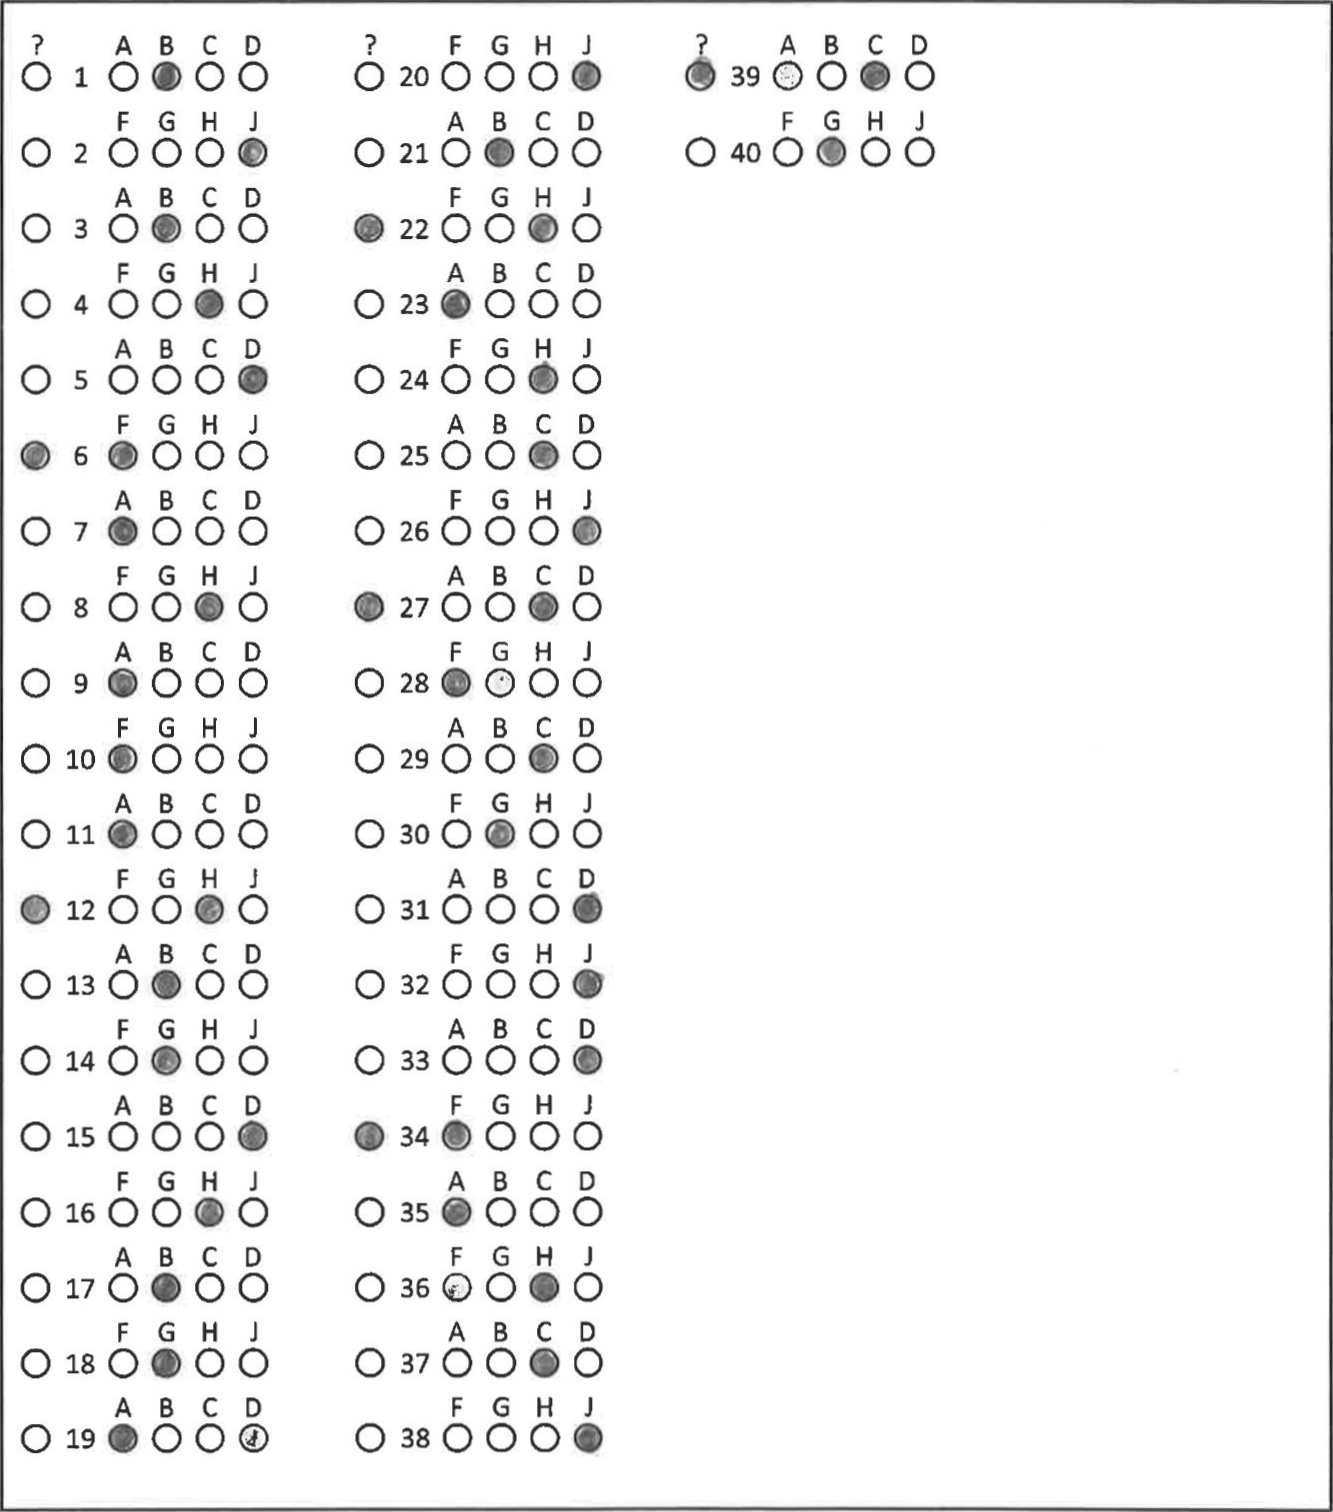 ? A B C D
1
F G H J
2
A B C D
3
F G H J
4
A B C D
5
F G H J
6
A B C D
7
F G H J
8
A B C D
9
F G H J
10
A B C D
11
F G H J
12
A B C D
13
F G H J
14
A B C D
15
F G H J
16
A B C D
17
F G H J
18
A B C D
19
? F G H J
20
A B C D
21
F G H J
22
A B C D
23
F G H J
24
A B C D
25
F G H J
26
A B C D
27
F G H J
28
A B C D
29
F G H J
30
A B C D
31
F G H J
32
A B C D
33
F G H J
34
A B C D
35
F G H J
36
A B C D
37
F G H J
38
? A B C D
39
F G H J
40